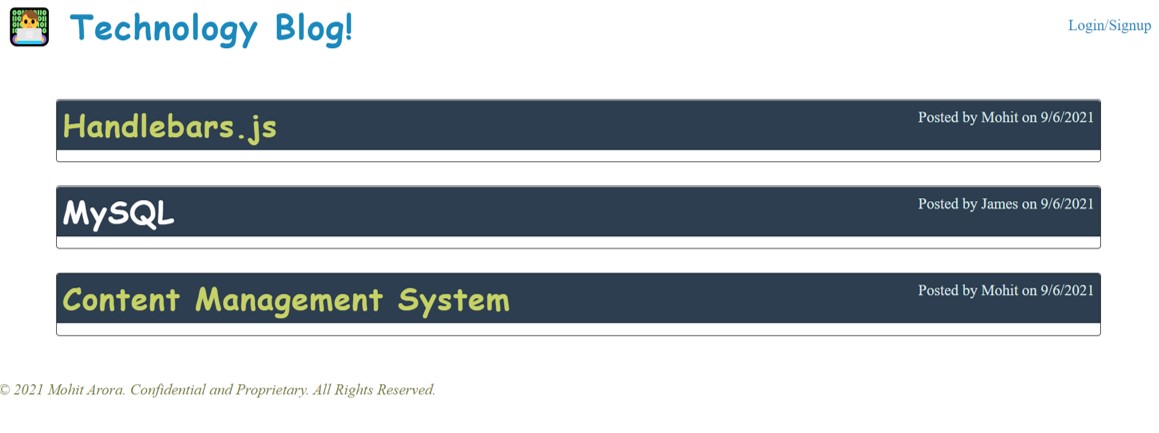 Technology Blog!
Login/Signup
Handlebars.js
Posted by Mohit on 9/6/2021
MySQL
Posted by James on 9/6/2021
Content Management System
Posted by Mohit on 9/6/2021
© 2021 Mohit Arora. Confidential and Proprietary. All Rights Reserved.